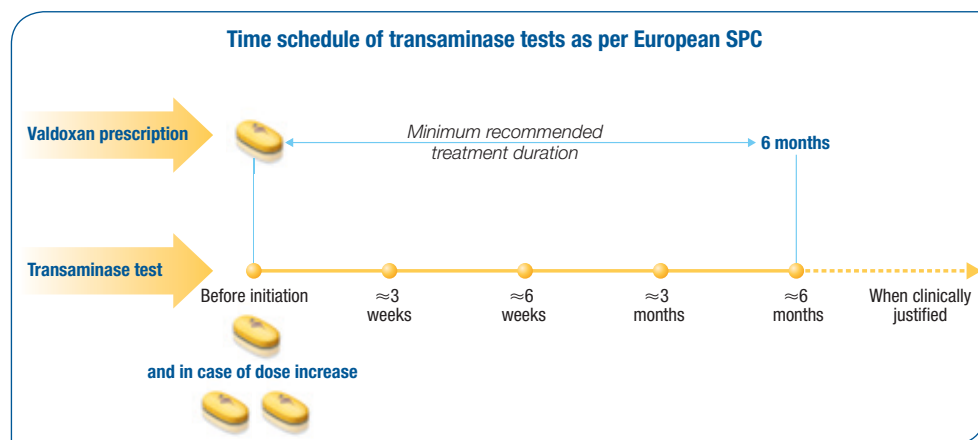 Time schedule of transaminase tests as per European SPC
Valdoxan prescription
Minimum recommended
treatment duration
6 months
Transaminase test
Before initiation
≈3
weeks
≈6
weeks
≈3
months
≈6
months
When clinically
justified
and in case of dose increase